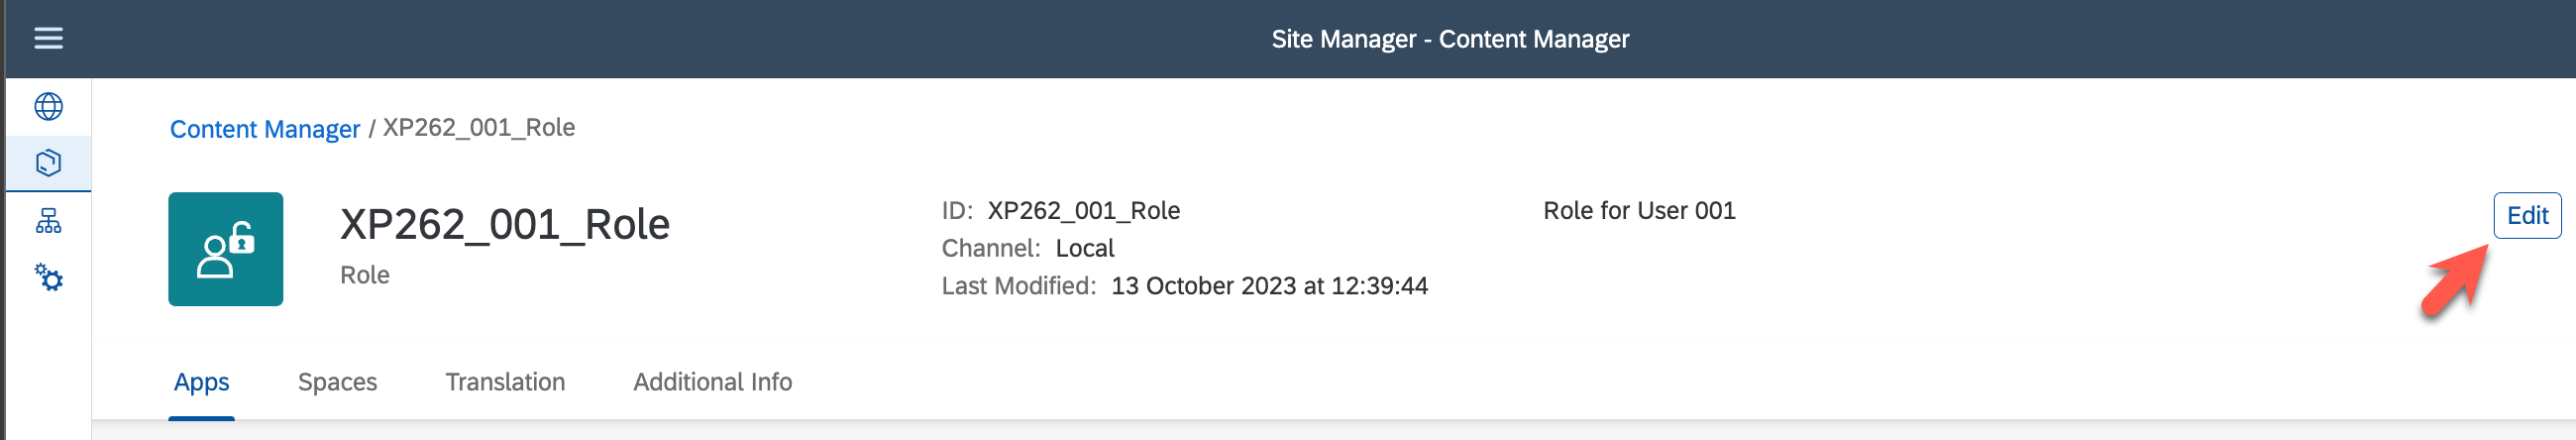 Site Manager - Content Manager
Content Manager / XP262_001_Role
XP262_001_Role
Role
ID: XP262_001_Role
Channel: Local
Last Modified: 13 October 2023 at 12:39:44
Role for User 001
Edit
Apps Spaces Translation Additional Info